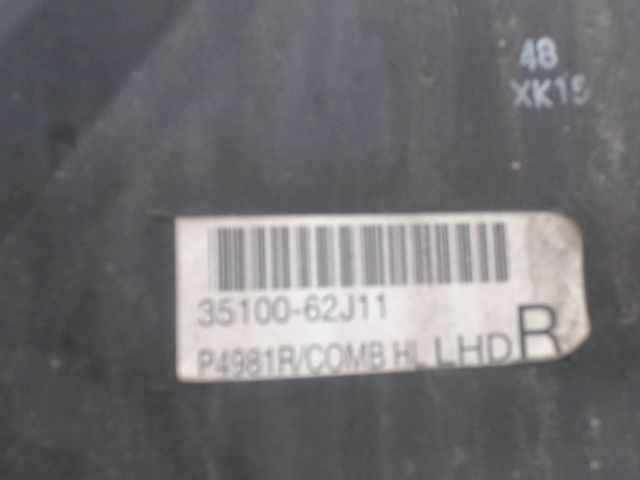 48
XK15
35100-62J11
P4981R/COMB HL LHD R